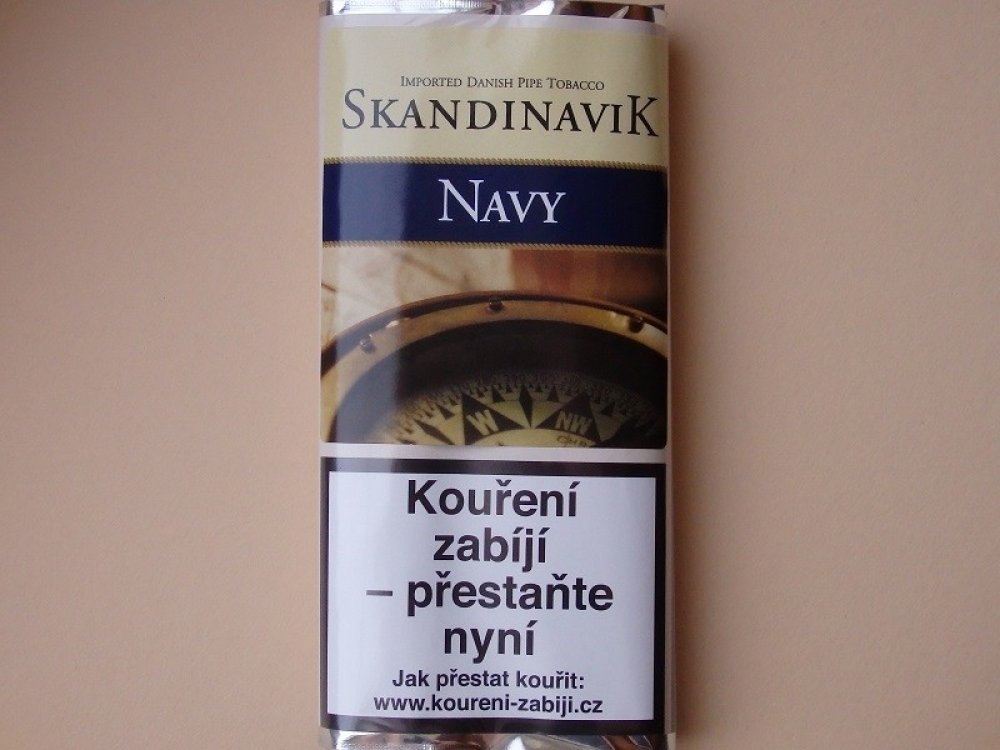 IMPORTED DANISH PIPE TOBACCO
SKANDINAVIK
NAVY
W NW
Kouření
zabíjí
– přestaňte
nyní
Jak přestat kouřit:
www.koureni-zabiji.cz